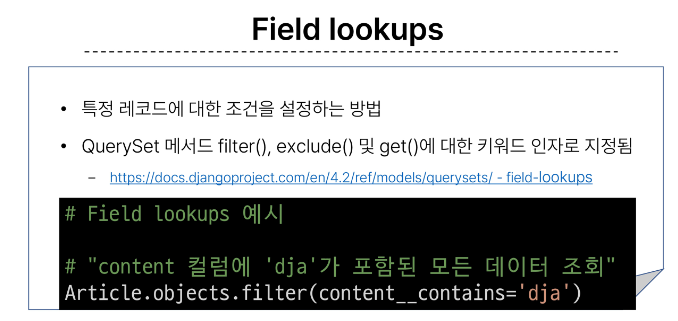 Field lookups
• 특정 레코드에 대한 조건을 설정하는 방법
• QuerySet 메서드 filter(), exclude() 및 get()에 대한 키워드 인자로 지정됨
– https://docs.djangoproject.com/en/4.2/ref/models/querysets/ - field-lookups
# Field lookups 예시
# "content 컬럼에 'dja'가 포함된 모든 데이터 조회"
Article.objects.filter(content__contains='dja')